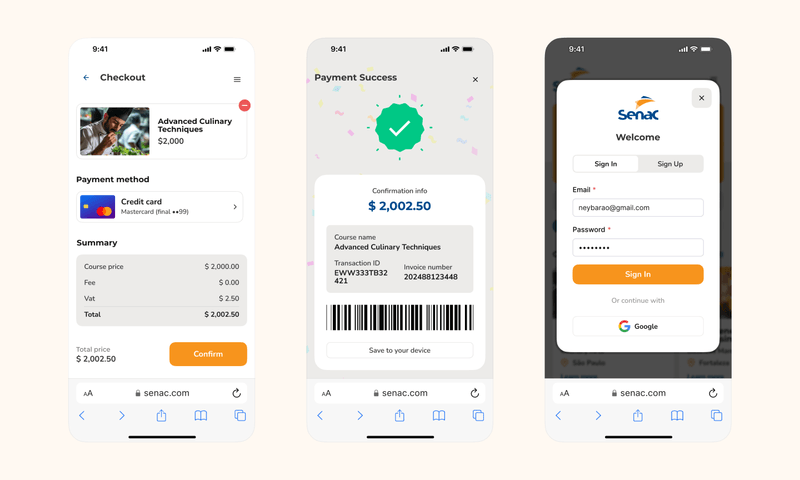 9:41
Checkout
Advanced Culinary
Techniques
$2,000
Payment method
Credit card
Mastercard (final ••99)
Summary
Course price $ 2,000.00
Fee $ 0.00
Vat $ 2.50
Total $ 2,002.50
Total price
$ 2,002.50
Confirm
AA senac.com
9:41
Payment Success
Confirmation info
$ 2,002.50
Course name
Advanced Culinary Techniques
Transaction ID
EWW333TB32
421
Invoice number
202488123448
Save to your device
AA senac.com
9:41
Senac
Welcome
Sign In Sign Up
Email *
neybarao@gmail.com
Password *
••••••••
Sign In
Or continue with
Google
São Paulo
Fortaleza
AA senac.com